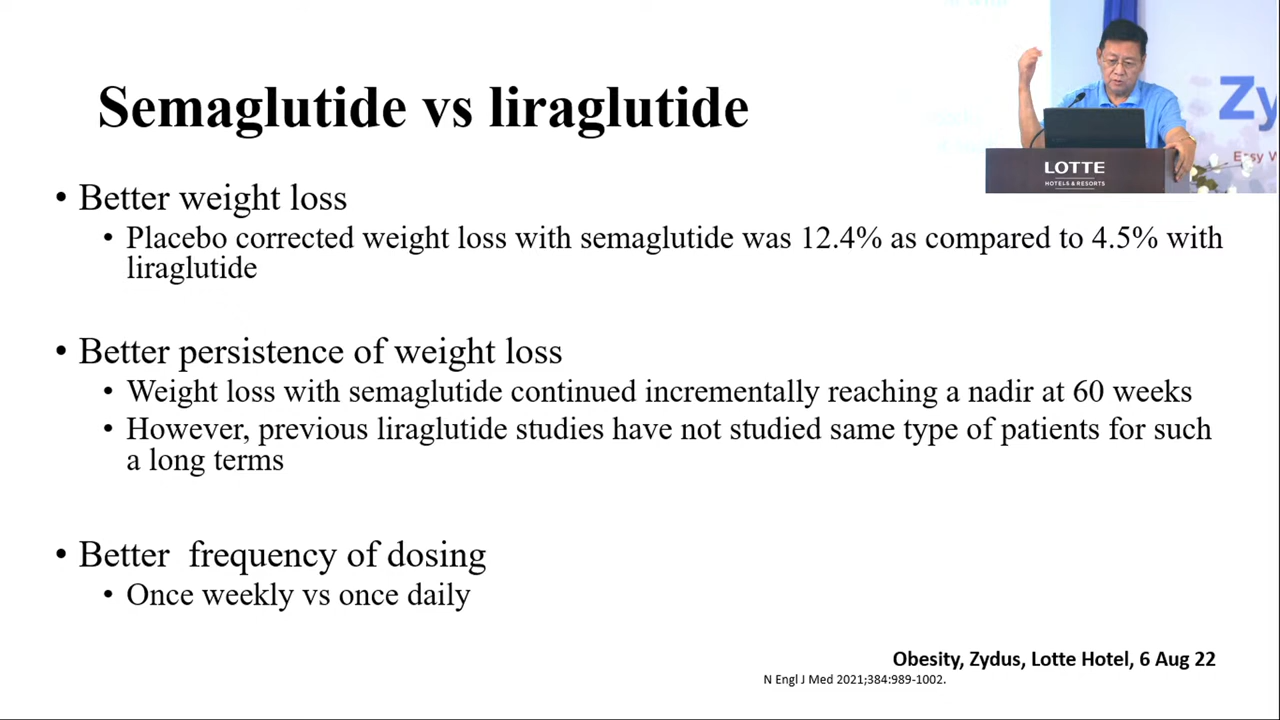 Semaglutide vs liraglutide
LOTTE
HOTELS & RESORTS
Zy
• Better weight loss
• Placebo corrected weight loss with semaglutide was 12.4% as compared to 4.5% with
liraglutide
• Better persistence of weight loss
• Weight loss with semaglutide continued incrementally reaching a nadir at 60 weeks
• However, previous liraglutide studies have not studied same type of patients for such
a long terms
• Better  frequency of dosing
• Once weekly vs once daily
Obesity, Zydus, Lotte Hotel, 6 Aug 22
N Engl J Med 2021;384:989-1002.